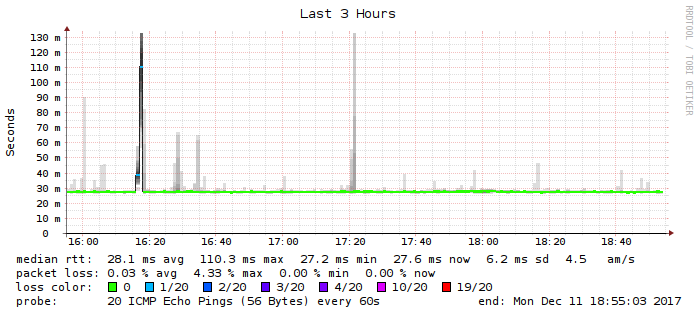 Last 3 Hours
RRDTOOL / TOBI OETIKER
Seconds
130 m
120 m
110 m
100 m
90 m
80 m
70 m
60 m
50 m
40 m
30 m
20 m
10 m
0
16:00 16:20 16:40 17:00 17:20 17:40 18:00 18:20 18:40
median rtt: 28.1 ms avg 110.3 ms max 27.2 ms min 27.6 ms now 6.2 ms sd 4.5 am/s
packet loss: 0.03 % avg 4.33 % max 0.00 % min 0.00 % now
loss color: 0 1/20 2/20 3/20 4/20 10/20 19/20
probe: 20 ICMP Echo Pings (56 Bytes) every 60s end: Mon Dec 11 18:55:03 2017